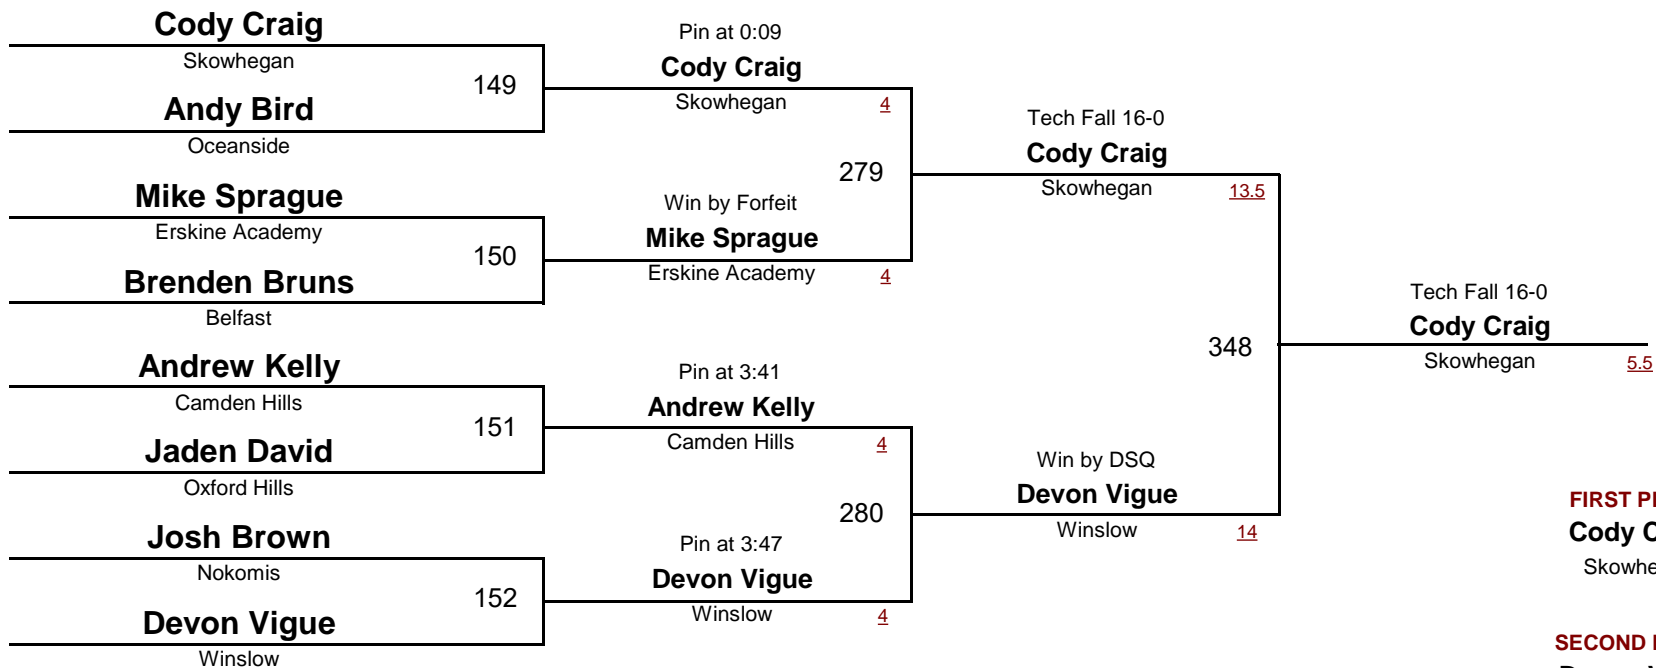 Cody Craig
Skowhegan
149
Andy Bird
Oceanside
Mike Sprague
Erskine Academy
150
Brenden Bruns
Belfast
Andrew Kelly
Camden Hills
151
Jaden David
Oxford Hills
Josh Brown
Nokomis
152
Devon Vigue
Winslow
Pin at 0:09
Cody Craig
Skowhegan 4
279
Win by Forfeit
Mike Sprague
Erskine Academy 4
Pin at 3:41
Andrew Kelly
Camden Hills 4
280
Pin at 3:47
Devon Vigue
Winslow 4
Tech Fall 16-0
Cody Craig
Skowhegan 13.5
348
Win by DSQ
Devon Vigue
Winslow 14
Tech Fall 16-0
Cody Craig
Skowhegan 5.5
FIRST
Cody
SECOND